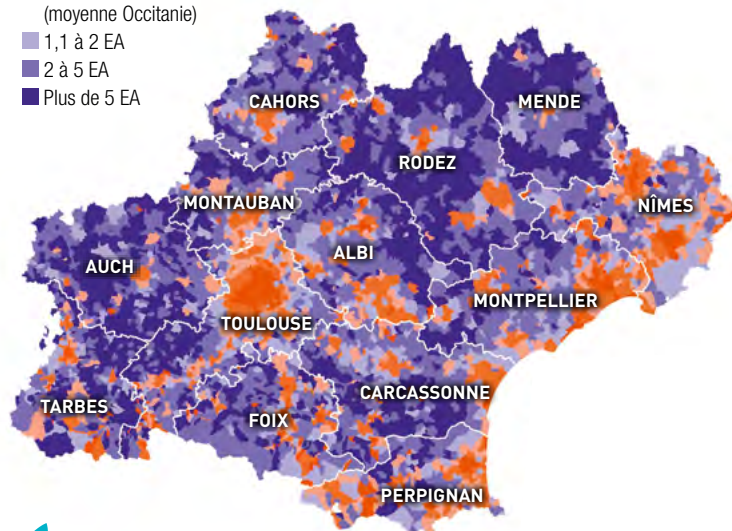 (moyenne Occitanie)
1,1 à 2 EA
2 à 5 EA
Plus de 5 EA
CAHORS
MENDE
RODEZ
MONTAUBAN
NÎMES
ALBI
AUCH
MONTPELLIER
TOULOUSE
CARCASSONNE
TARBES
FOIX
PERPIGNAN